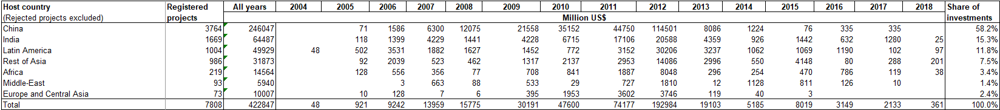 Host country Registered All years 2004 2005 2006 2007 2008 2009 2010 2011 2012 2013 2014 2015 2016 2017 2018 Share of
(Rejected projects excluded) projects Million US$ investments
China 3764 246047 71 1586 6300 12075 21558 35152 44750 114501 8086 1224 76 335 335 58.2%
India 1669 64487 118 1399 4229 1441 4228 6715 17106 20588 4359 926 1442 632 1280 25 15.3%
Latin America 1004 49929 48 502 3531 1882 1627 1452 772 3152 30206 3237 1062 1069 1190 102 97 11.8%
Rest of Asia 986 31873 92 2039 523 462 1317 2137 2953 14086 2996 550 4148 80 288 201 7.5%
Africa 219 14564 128 556 356 77 708 841 1887 8048 296 254 470 786 119 38 3.4%
Middle-East 93 5940 3 663 88 533 29 727 1810 12 1128 811 126 10 1.4%
Europe and Central Asia 73 10007 10 128 7 6 395 1953 3602 3746 119 40 3 2.4%
Total 7808 422847 48 921 9242 13959 15775 30191 47600 74177 192984 19103 5185 8019 3149 2133 361 100.0%